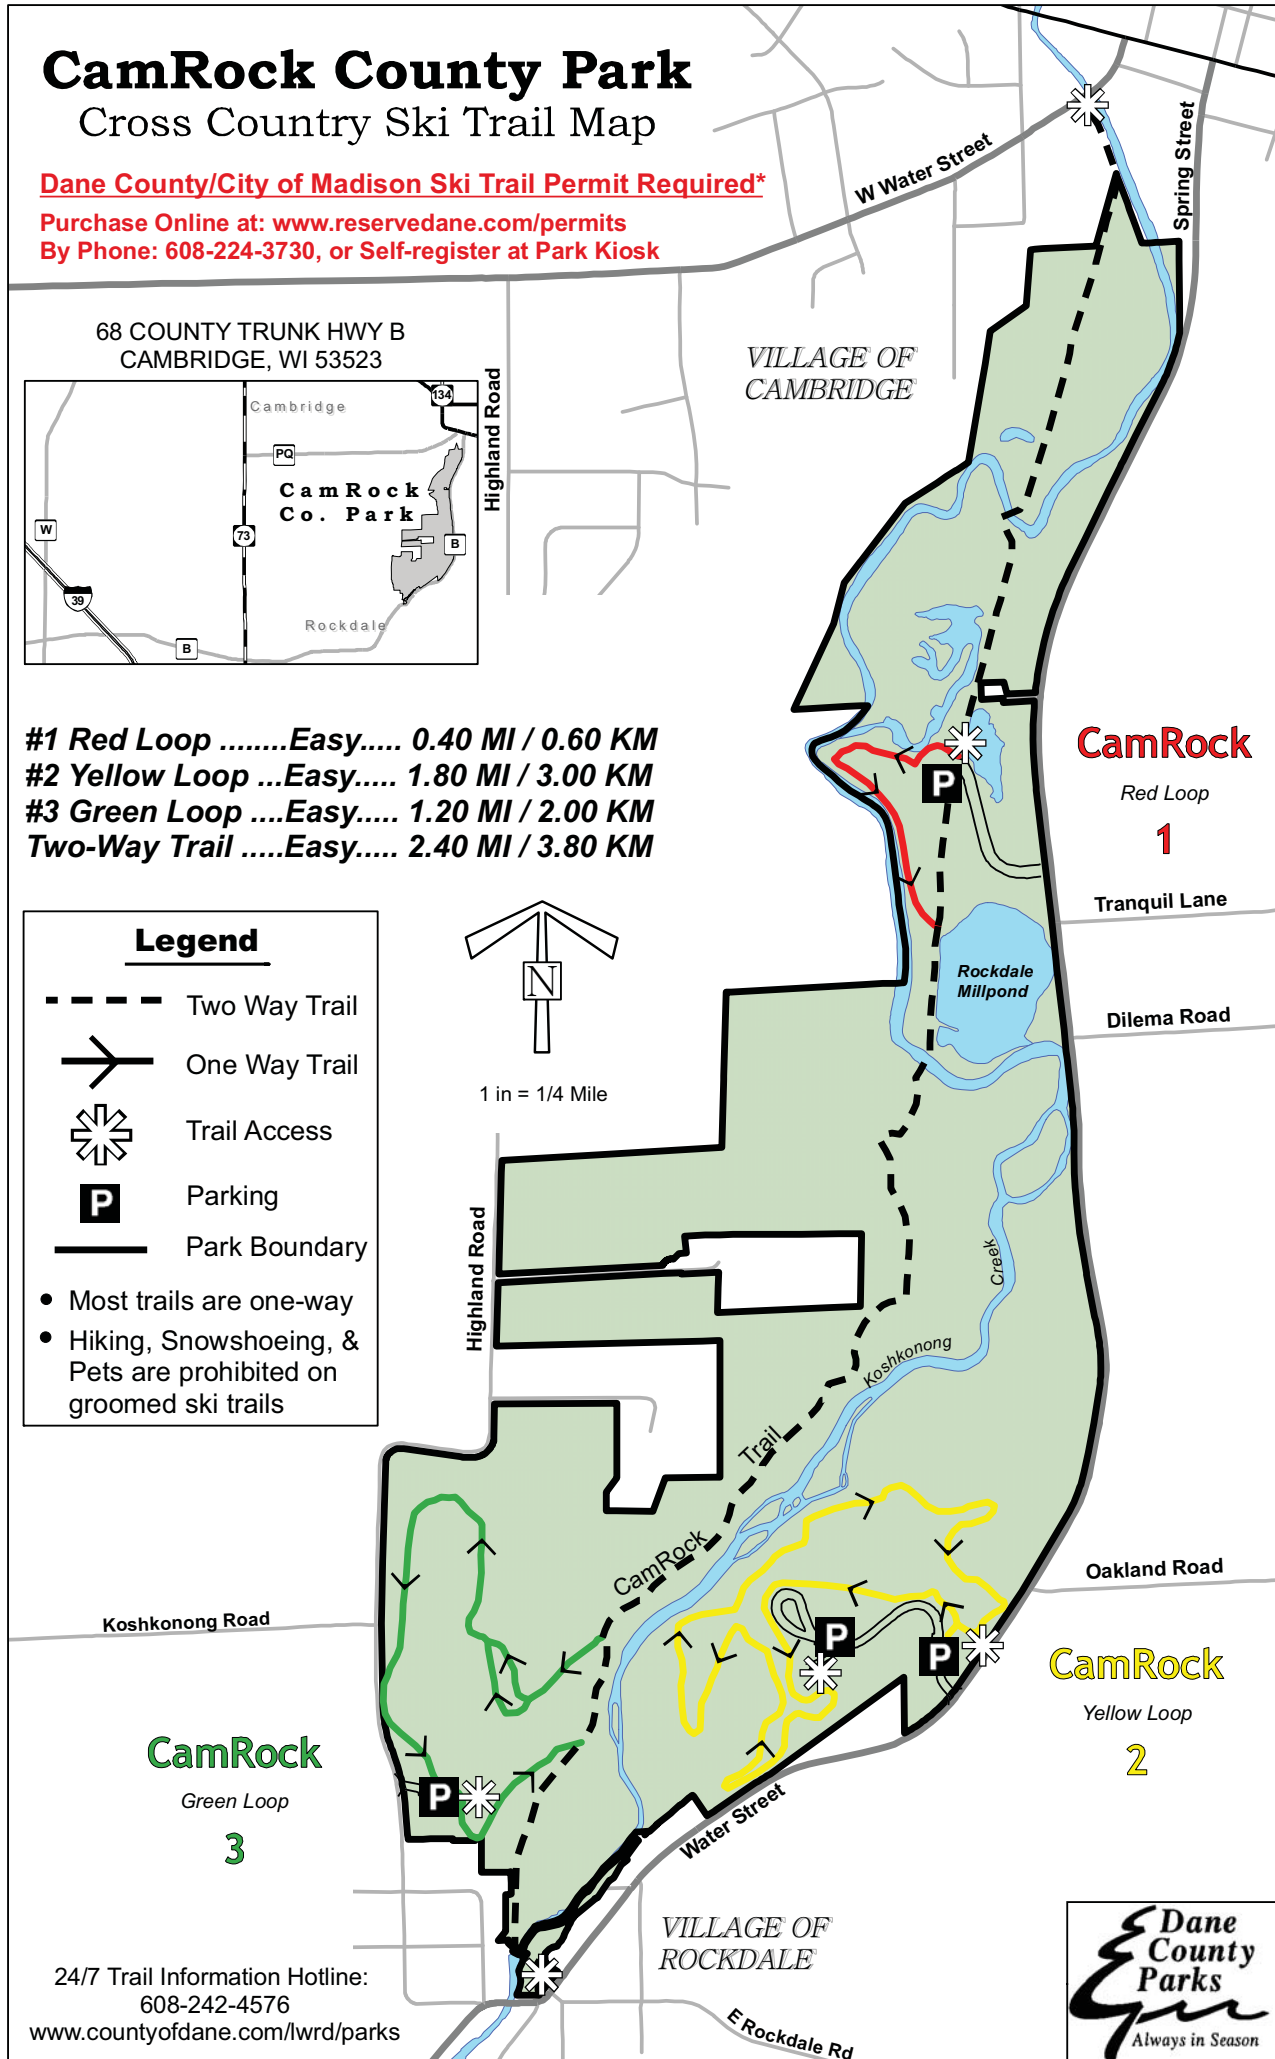 CamRock County Park
Cross Country Ski Trail Map
Dane County/City of Madison Ski Trail Permit Required*
Purchase Online at: www.reservedane.com/permits
By Phone: 608-224-3730, or Self-register at Park Kiosk
68 COUNTY TRUNK HWY B
CAMBRIDGE, WI 53523
Cambridge
134
PQ
CamRock
Co. Park
W
73
B
39
Rockdale
B
Highland Road
W Water Street
Spring Street
VILLAGE OF
CAMBRIDGE
#1 Red Loop ........Easy..... 0.40 MI / 0.60 KM
#2 Yellow Loop ...Easy..... 1.80 MI / 3.00 KM
#3 Green Loop ....Easy..... 1.20 MI / 2.00 KM
Two-Way Trail .....Easy..... 2.40 MI / 3.80 KM
P
CamRock
Red Loop
1
Tranquil Lane
Rockdale
Millpond
Dilema Road
Legend
Two Way Trail
One Way Trail
Trail Access
P
Parking
Park Boundary
• Most trails are one-way
• Hiking, Snowshoeing, &
Pets are prohibited on
groomed ski trails
N
1 in = 1/4 Mile
Highland Road
Creek
Koshkonong
Trail
CamRock
Oakland Road
Koshkonong Road
P
P
CamRock
Yellow Loop
2
CamRock
Green Loop
3
P
Water Street
VILLAGE OF
ROCKDALE
E Rockdale Rd
24/7 Trail Information Hotline:
608-242-4576
www.countyofdane.com/lwrd/parks
Dane
County
Parks
Always in Season